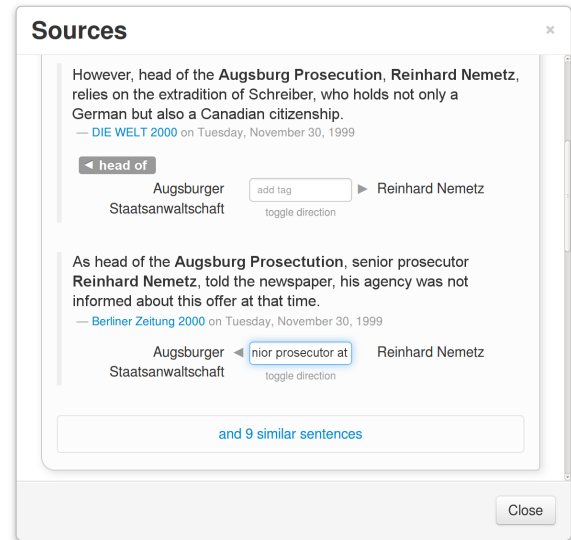 Sources
×
However, head of the Augsburg Prosecution, Reinhard Nemetz,
relies on the extradition of Schreiber, who holds not only a
German but also a Canadian citizenship.
— DIE WELT 2000 on Tuesday, November 30, 1999
◄ head of
Augsburger add tag ► Reinhard Nemetz
Staatsanwaltschaft toggle direction
As head of the Augsburg Prosectution, senior prosecutor
Reinhard Nemetz, told the newspaper, his agency was not
informed about this offer at that time.
— Berliner Zeitung 2000 on Tuesday, November 30, 1999
Augsburger ◄ nior prosecutor at Reinhard Nemetz
Staatsanwaltschaft toggle direction
and 9 similar sentences
Close